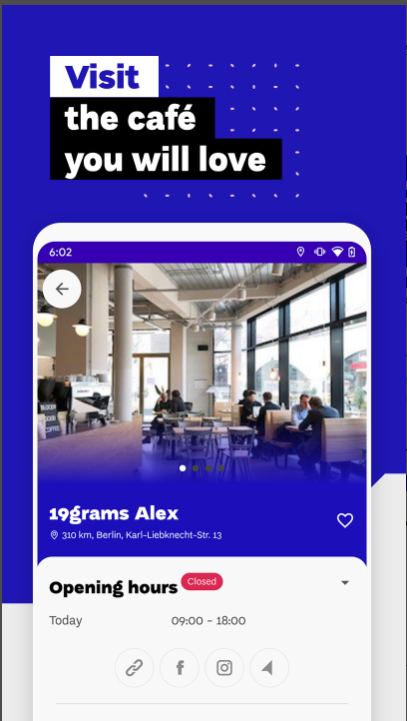 Visit
the café
you will love
6:02
19grams Alex
310 km, Berlin, Karl-Liebknecht-Str. 13
Opening hours Closed
Today 09:00 - 18:00